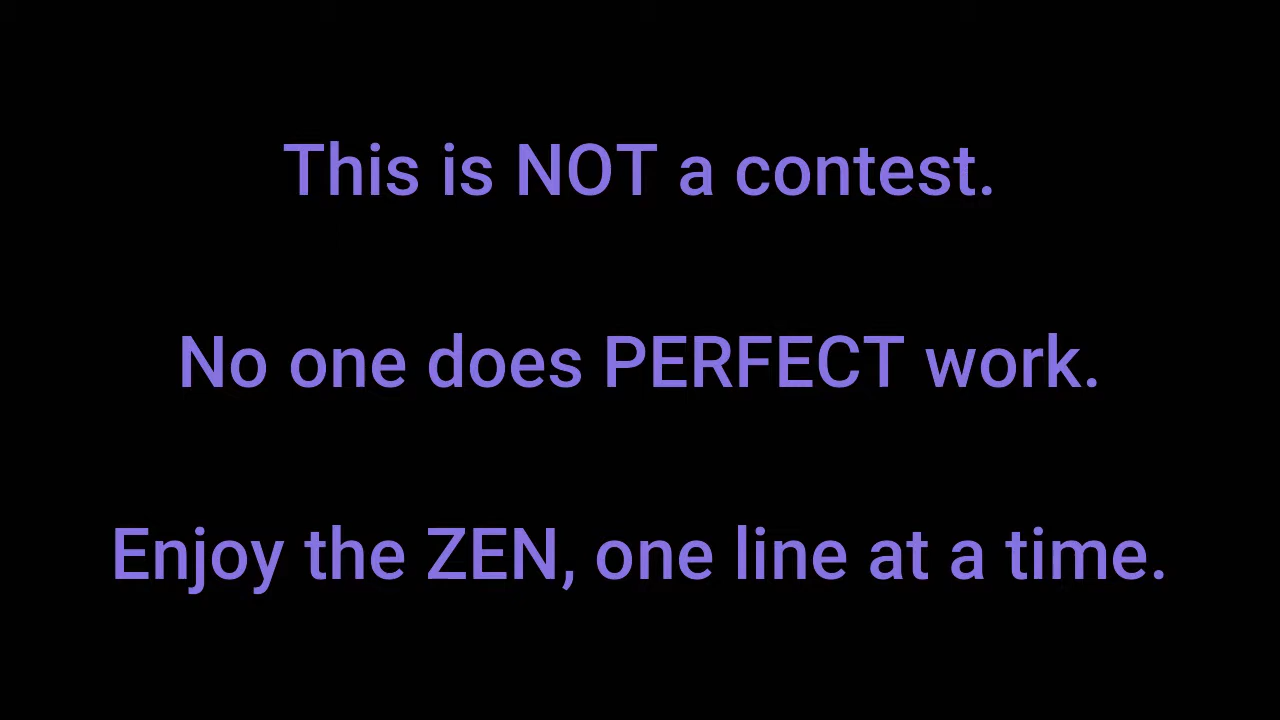 This is NOT a contest.
No one does PERFECT work.
Enjoy the ZEN, one line at a time.